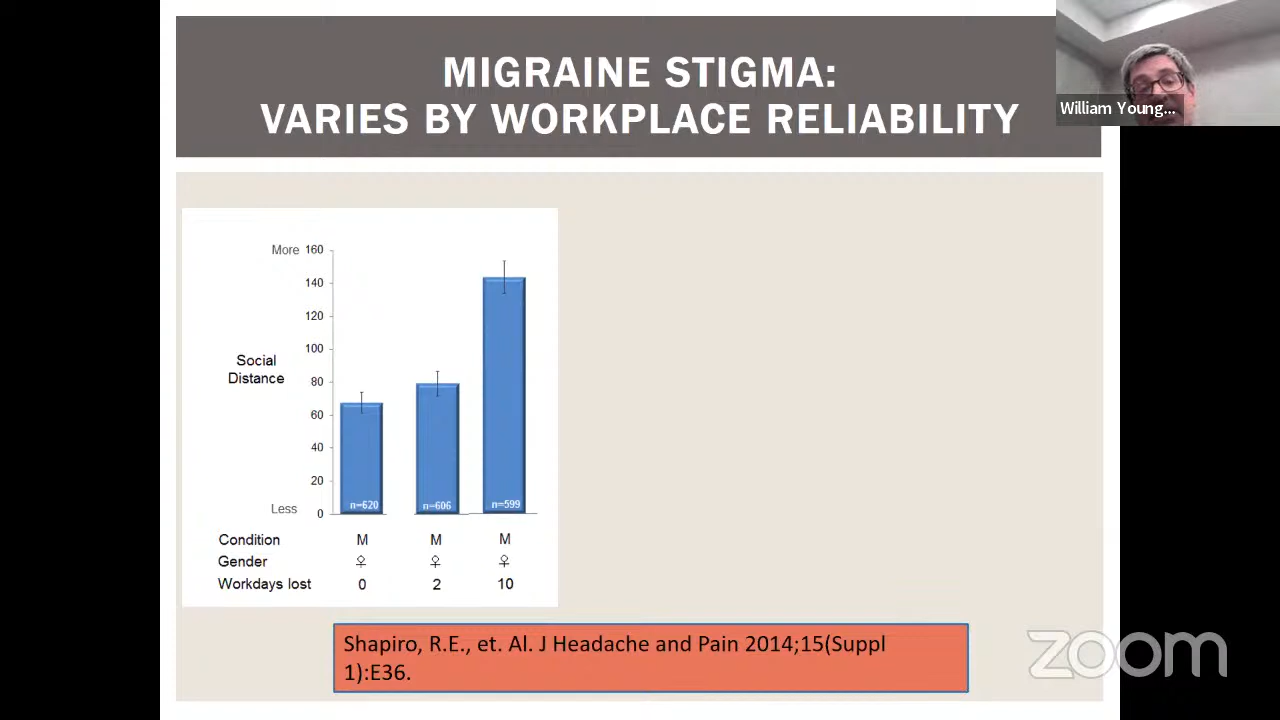 MIGRAINE STIGMA:
VARIES BY WORKPLACE RELIABILITY
William Young...
More 160
140
120
100
Social
Distance
80
60
40
20
Less 0
n=620 n=606 n=599
Condition M M M
Gender ♀ ♀ ♀
Workdays lost 0 2 10
Shapiro, R.E., et. Al. J Headache and Pain 2014;15(Suppl
1):E36.
zoom